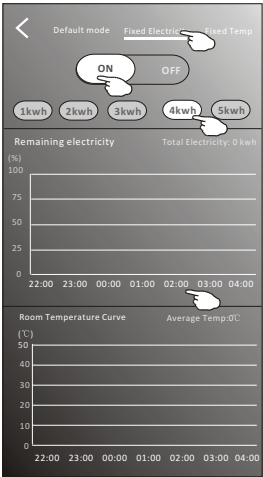 Default mode Fixed Electric Fixed Temp
ON OFF
1kwh 2kwh 3kwh 4kwh 5kwh
Remaining electricity Total Electricity: 0 kwh
(%)
100
75
50
25
0
22:00 23:00 00:00 01:00 02:00 03:00 04:00
Room Temperature Curve Average Temp:0℃
(℃)
50
40
30
20
10
0
22:00 23:00 00:00 01:00 02:00 03:00 04:00